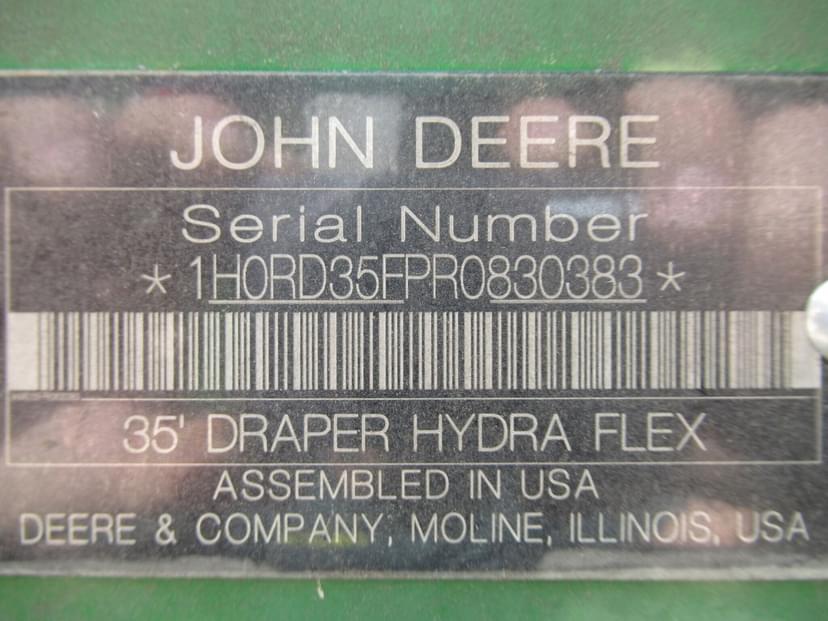 JOHN DEERE
Serial Number
*1H0RD35FPR0830383*
35' DRAPER HYDRA FLEX
ASSEMBLED IN USA
DEERE & COMPANY, MOLINE, ILLINOIS, USA